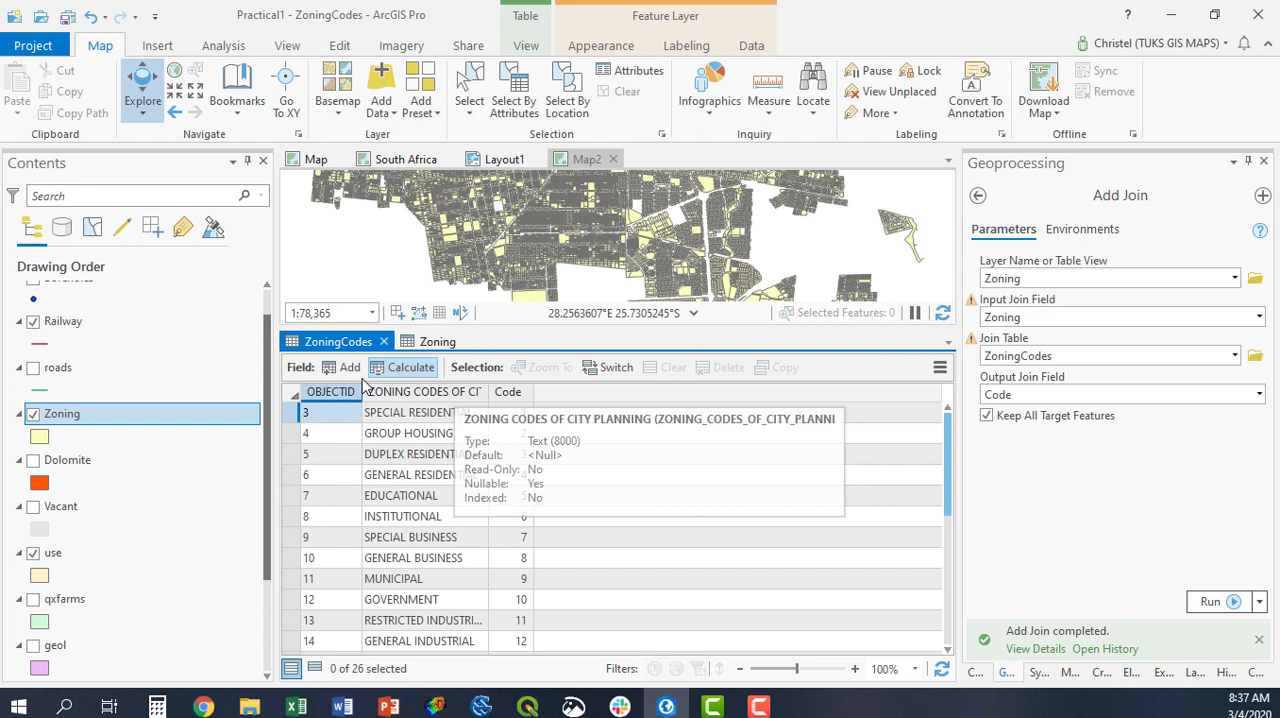 Practical1 - ZoningCodes - ArcGIS Pro
Table
Feature Layer
?
Project
Map
Insert
Analysis
View
Edit
Imagery
Share
View
Appearance
Labeling
Data
Christel (TUKS GIS MAPS)
Paste
Cut
Copy
Copy Path
Clipboard
Explore
Bookmarks
Go To XY
Navigate
Basemap
Add Data
Add Preset
Layer
Select
Select By Attributes
Select By Location
Attributes
Clear
Selection
Infographics
Measure
Locate
Inquiry
Pause
Lock
View Unplaced
More
Convert To Annotation
Labeling
Download Map
Sync
Remove
Offline
Contents
Search
Drawing Order
Railway
roads
Zoning
Dolomite
Vacant
use
qxfarms
geol
Map
South Africa
Layout1
Map2
1:78,365
28.2563607°E 25.7305245°S
Selected Features: 0
ZoningCodes
Zoning
Field: Add Calculate Selection: Zoom To Switch Clear Delete Copy
OBJECTID ZONING CODES OF CIT Code
3 SPECIAL RESIDENT
4 GROUP HOUSING
5 DUPLEX RESIDENT
6 GENERAL RESIDEN
7 EDUCATIONAL
8 INSTITUTIONAL 6
9 SPECIAL BUSINESS 7
10 GENERAL BUSINESS 8
11 MUNICIPAL 9
12 GOVERNMENT 10
13 RESTRICTED INDUSTRI... 11
14 GENERAL INDUSTRIAL 12
ZONING CODES OF CITY PLANNING (ZONING_CODES_OF_CITY_PLANNI
Type: Text (8000)
Default: <Null>
Read-Only: No
Nullable: Yes
Indexed: No
0 of 26 selected
Filters:
100%
Geoprocessing
Add Join
Parameters Environments
?
Layer Name or Table View
Zoning
Input Join Field
Zoning
Join Table
ZoningCodes
Output Join Field
Code
Keep All Target Features
Run
Add Join completed.
View Details Open History
C... G... Sy... M... Cr... El... Ex... La... Hi... C...
8:37 AM
3/4/2020